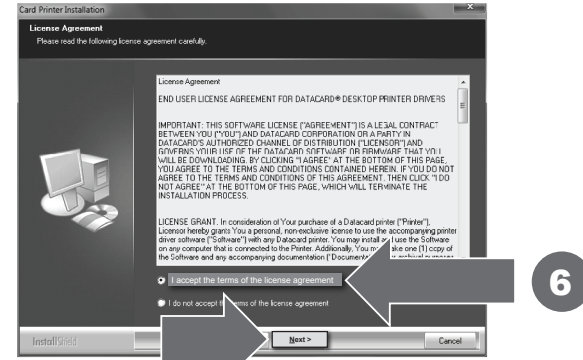 Card Printer Installation
License Agreement
Please read the following license agreement carefully.
License Agreement
END USER LICENSE AGREEMENT FOR DATACARD® DESKTOP PRINTER DRIVERS
IMPORTANT: THIS SOFTWARE LICENSE ("AGREEMENT") IS A LEGAL CONTRACT
BETWEEN YOU ("YOU") AND DATACARD CORPORATION OR A PARTY IN
DATACARD'S AUTHORIZED CHANNEL OF DISTRIBUTION ("LICENSOR") AND
GOVERNS YOUR USE OF THE DATACARD SOFTWARE OR FIRMWARE THAT YOU
WILL BE DOWNLOADING. BY CLICKING "I AGREE" AT THE BOTTOM OF THIS PAGE,
YOU AGREE TO THE TERMS AND CONDITIONS CONTAINED HEREIN. IF YOU DO NOT
AGREE TO THE TERMS AND CONDITIONS OF THIS AGREEMENT, THEN CLICK "I DO
NOT AGREE" AT THE BOTTOM OF THIS PAGE, WHICH WILL TERMINATE THE
INSTALLATION PROCESS.
LICENSE GRANT. In consideration of Your purchase of a Datacard printer ("Printer"),
Licensor hereby grants You a personal, non-exclusive license to use the accompanying printer
driver software ("Software") with any Datacard printer. You may install and use the Software
on any computer that is connected to the Printer. Additionally, You may take one (1) copy of
the Software and any accompanying documentation ("Documentat archival purposes
I accept the terms of the license agreement
6
I do not accept terms of the license agreement
InstallShield
Next >
Cancel